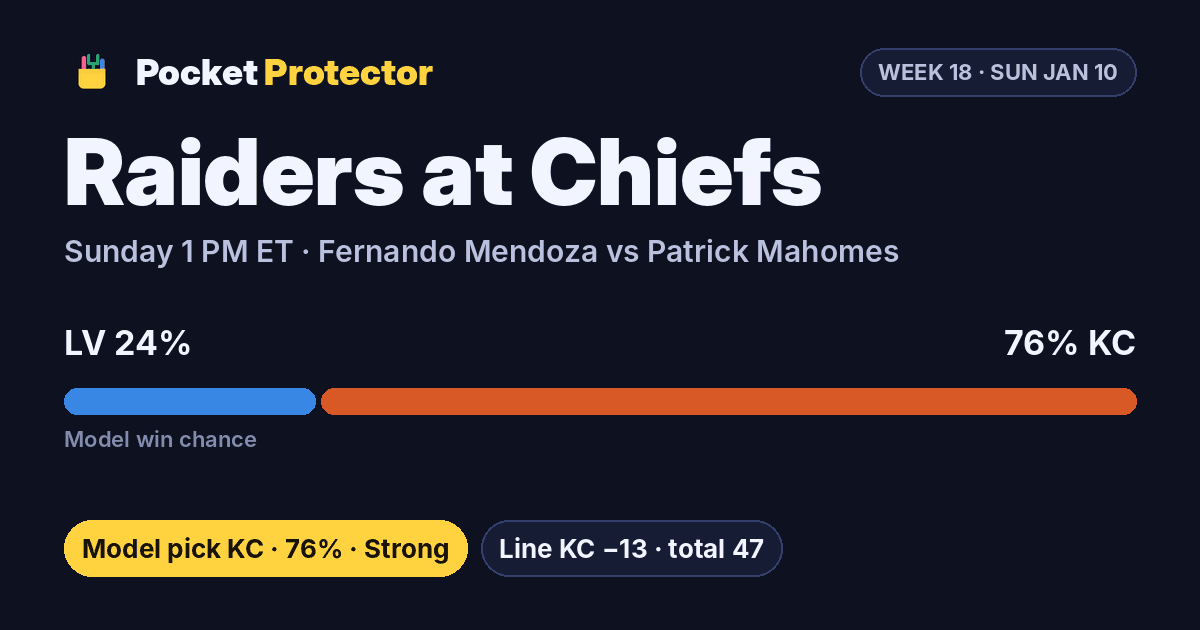 Pocket Protector
WEEK 18 · SUN JAN 10
Raiders at Chiefs
Sunday 1 PM ET · Fernando Mendoza vs Patrick Mahomes
LV 24%
76% KC
Model win chance
Model pick KC · 76% · Strong
Line KC −13 · total 47